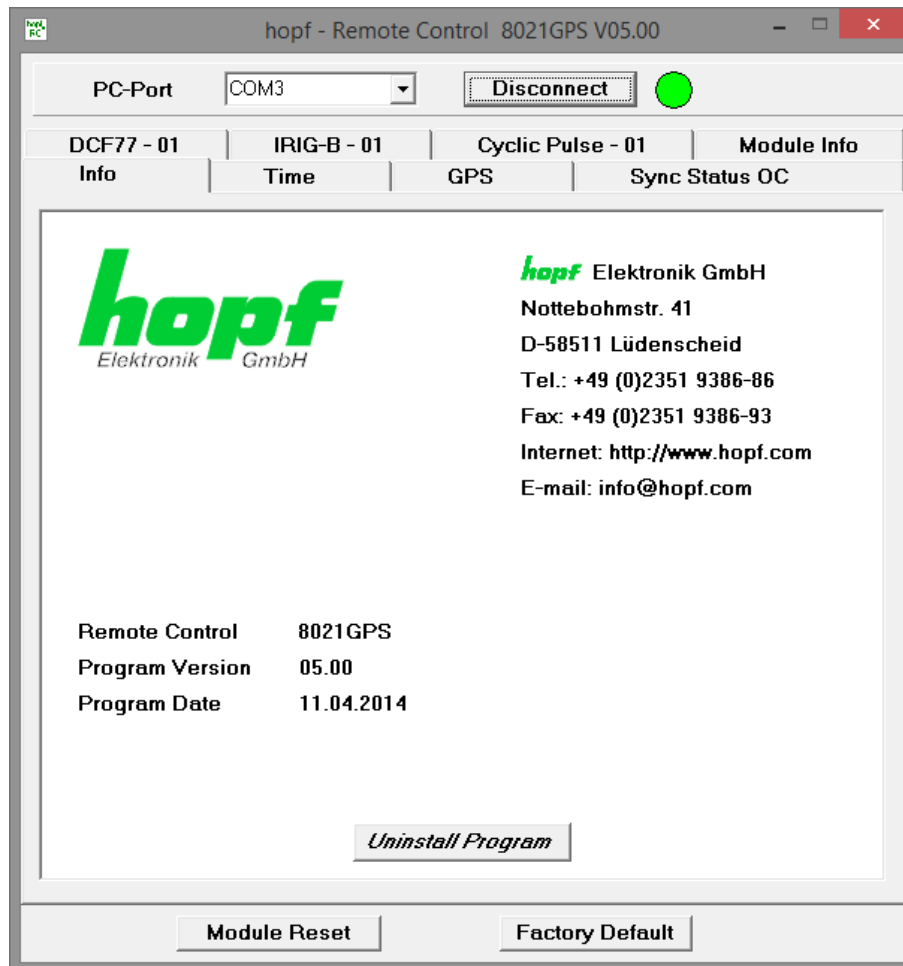 hopf RC
hopf - Remote Control 8021GPS V05.00
PC-Port
COM3
Disconnect
DCF77 - 01
IRIG-B - 01
Cyclic Pulse - 01
Module Info
Info
Time
GPS
Sync Status OC
hopf
Elektronik GmbH
hopf Elektronik GmbH
Nottebohmstr. 41
D-58511 Lüdenscheid
Tel.: +49 (0)2351 9386-86
Fax: +49 (0)2351 9386-93
Internet: http://www.hopf.com
E-mail: info@hopf.com
Remote Control 8021GPS
Program Version 05.00
Program Date 11.04.2014
Uninstall Program
Module Reset
Factory Default